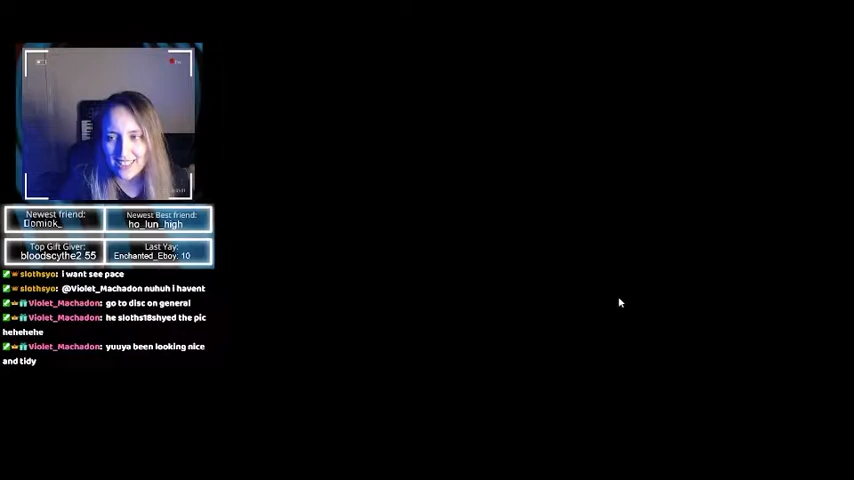 Newest friend:
Domiok_
Newest Best friend:
ho_lun_high
Top Gift Giver:
bloodscythe2 55
Last Yay:
Enchanted_Eboy: 10
slothsyo: i want see pace
slothsyo: @Violet_Machadon nuhuh i havent
Violet_Machadon: go to disc on general
Violet_Machadon: he sloths18shyed the pic
hehehehe
Violet_Machadon: yuuya been looking nice
and tidy